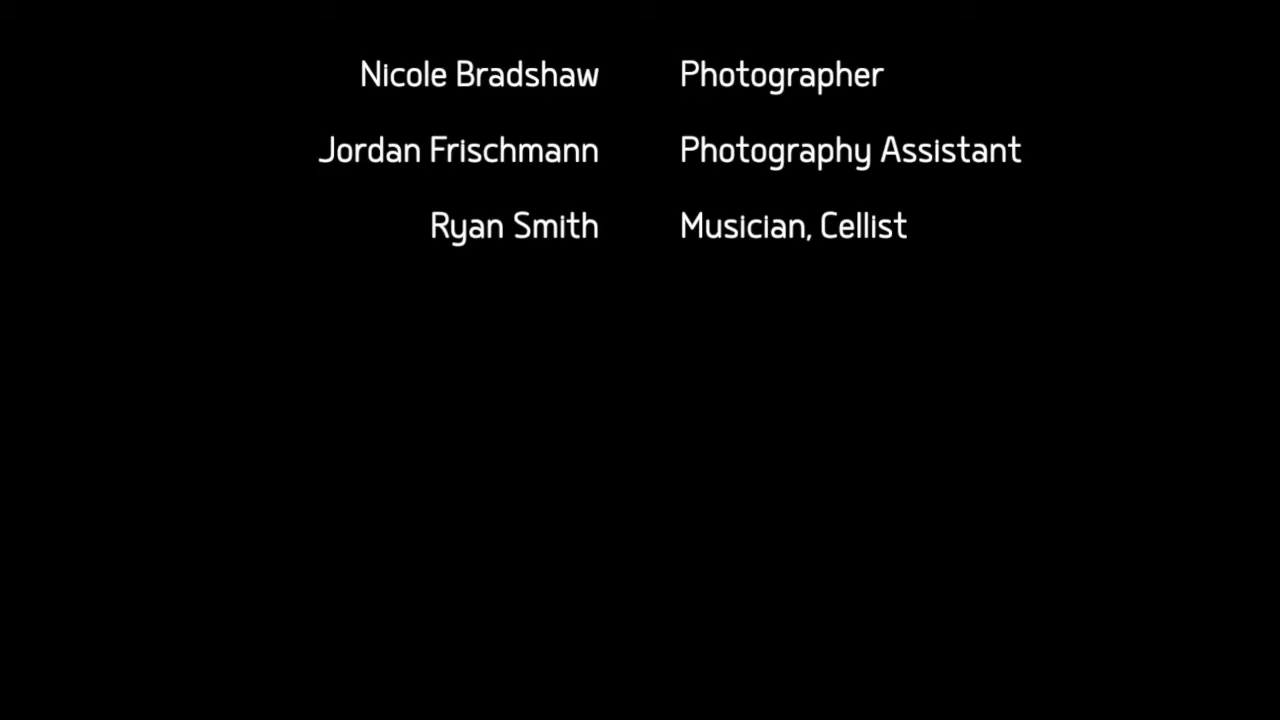 Nicole Bradshaw Photographer
Jordan Frischmann Photography Assistant
Ryan Smith Musician, Cellist